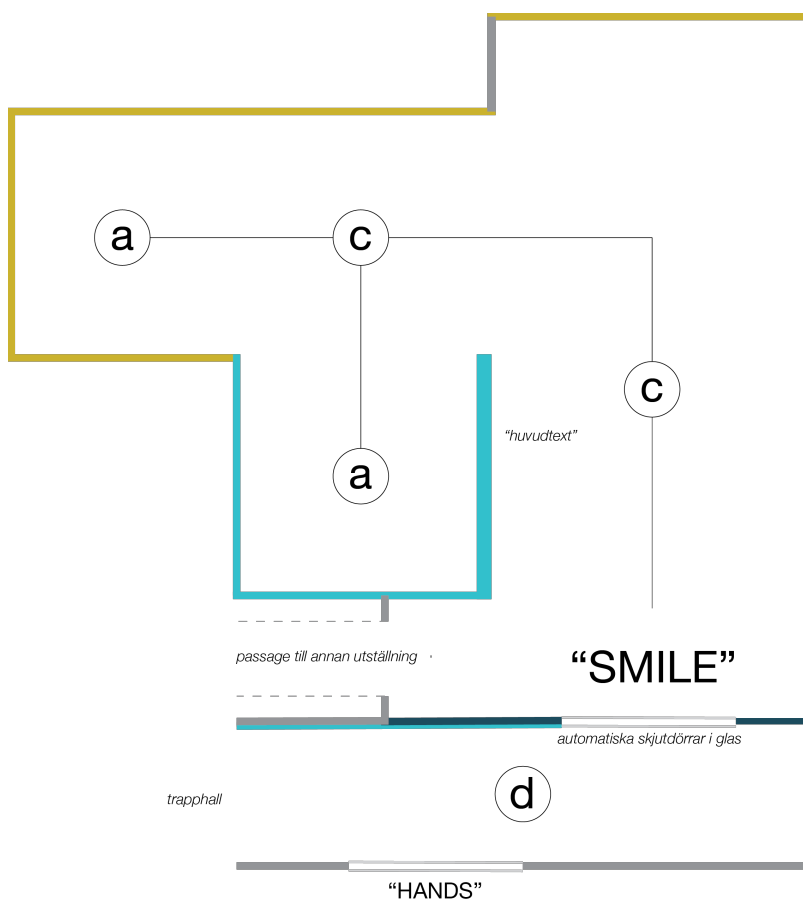 a
c
c
“huvudtext”
a
passage till annan utställning
“SMILE”
automatiska skjutdörrar i glas
trapphall
d
“HANDS”